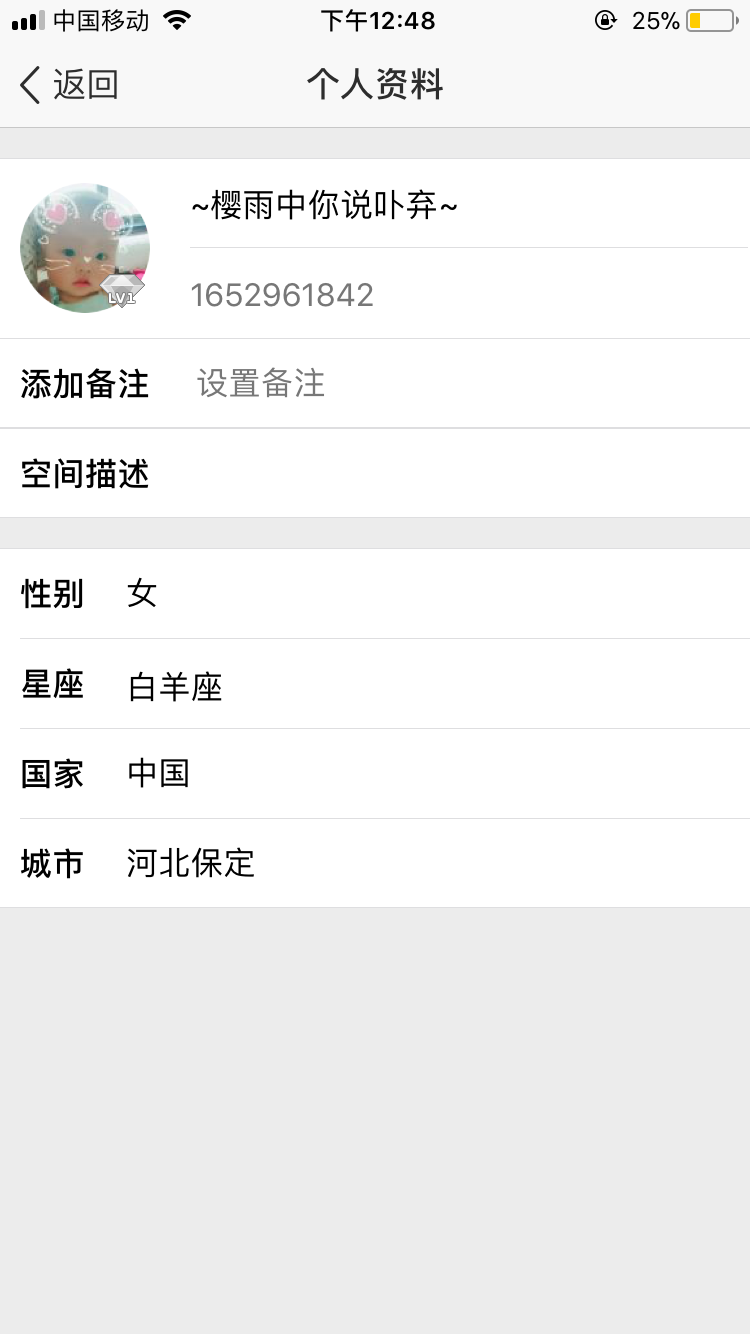 中国移动 下午12:48 25%
返回 个人资料
~樱雨中你说卟弃~
LV1
1652961842
添加备注 设置备注
空间描述
性别 女
星座 白羊座
国家 中国
城市 河北保定